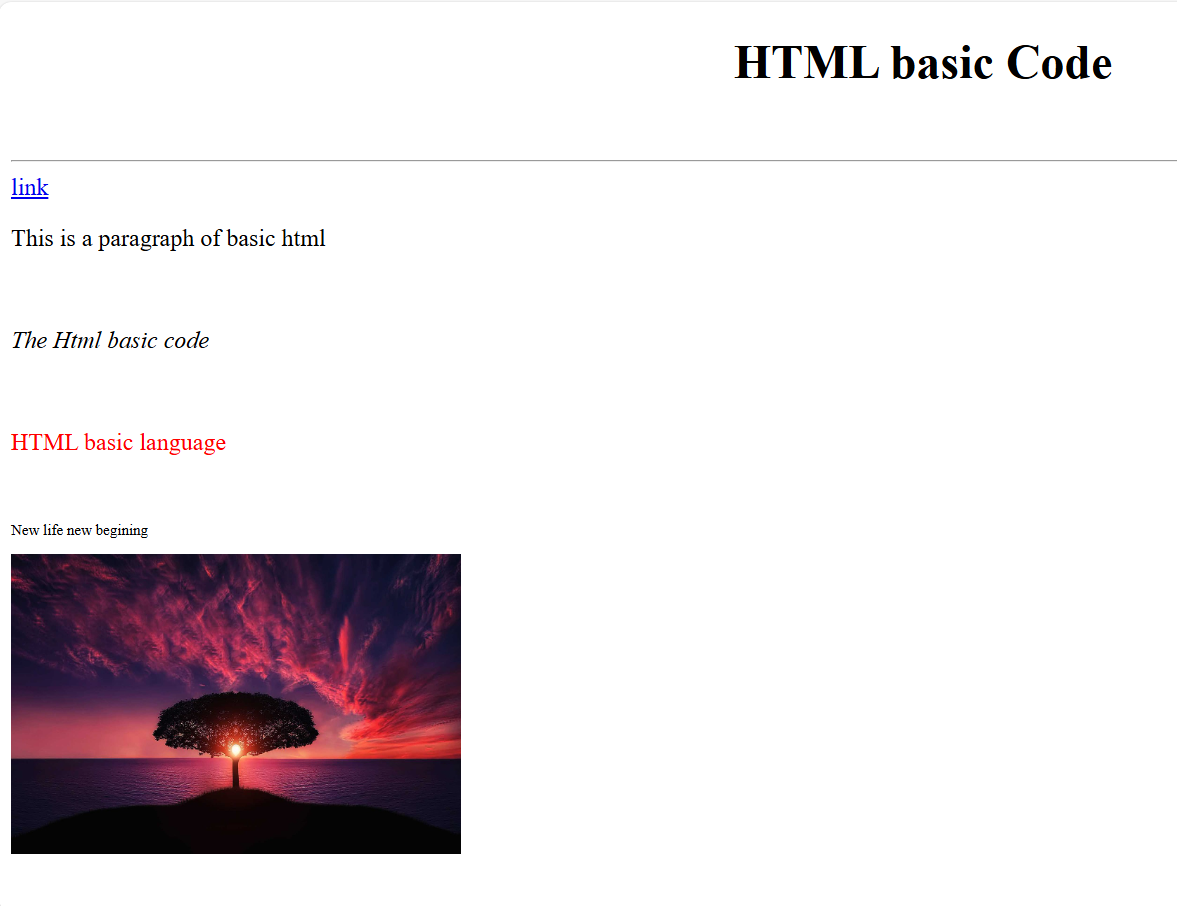 HTML basic Code
link
This is a paragraph of basic html
The Html basic code
HTML basic language
New life new begining